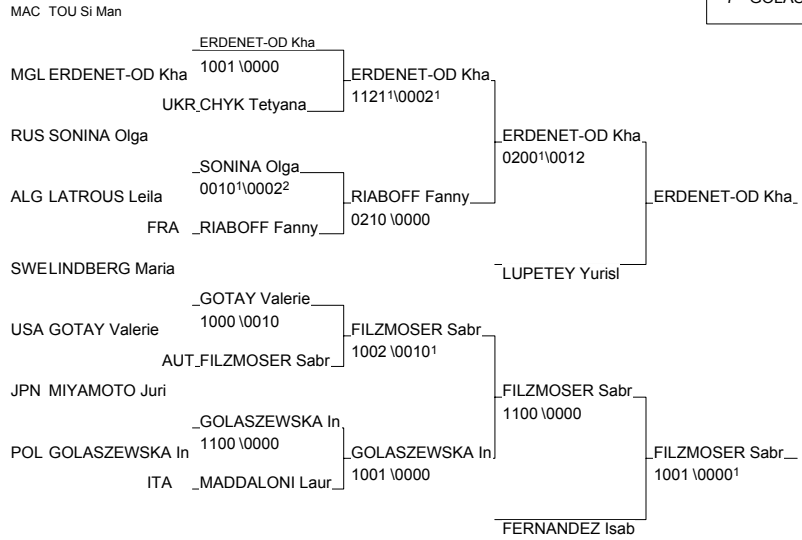 MAC TOU Si Man
ERDENET-OD Kha
MGL ERDENET-OD Kha 1001 \0000 ERDENET-OD Kha
UKR CHYK Tetyana 1121¹\0002¹
RUS SONINA Olga ERDENET-OD Kha
0200¹\0012
SONINA Olga
0010¹\0002²
ALG LATROUS Leila RIABOFF Fanny ERDENET-OD Kha
FRA RIABOFF Fanny 0210 \0000
SWE LINDBERG Maria LUPETEY Yurisl
GOTAY Valerie
1000 \0010
USA GOTAY Valerie FILZMOSER Sabr
AUT FILZMOSER Sabr 1002 \0010¹
JPN MIYAMOTO Juri FILZMOSER Sabr
1100 \0000
GOLASZEWSKA In
1100 \0000
POL GOLASZEWSKA In GOLASZEWSKA In FILZMOSER Sabr
ITA MADDALONI Laur 1001 \0000 1001 \0000¹
FERNANDEZ Isab